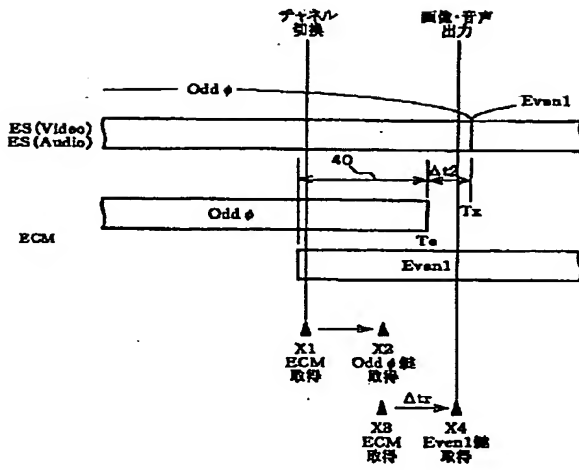 チャネル
切換
画像・音声
出力
Odd φ
Even1
ES (Video)
ES (Audio)
40
Δt2
Tx
Odd φ
ECM
Te
Even1
X1
ECM
取得
X2
Odd φ鍵
取得
Δtr
X3
ECM
取得
X4
Even1鍵
取得